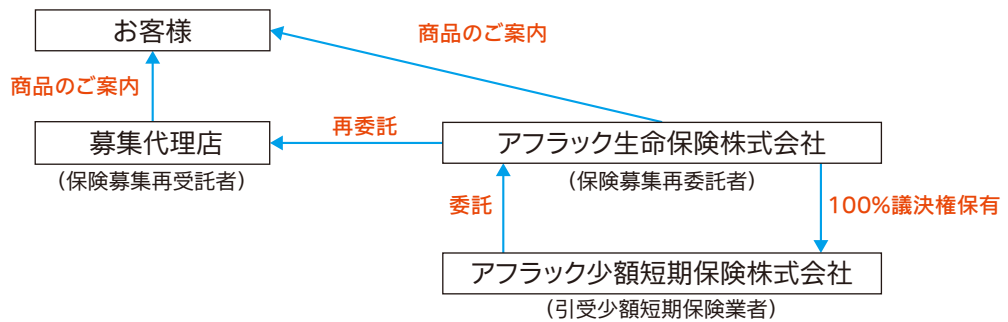 お客様
商品のご案内
商品のご案内
募集代理店
(保険募集再受託者)
再委託
アフラック生命保険株式会社
(保険募集再委託者)
委託
100%議決権保有
アフラック少額短期保険株式会社
(引受少額短期保険業者)